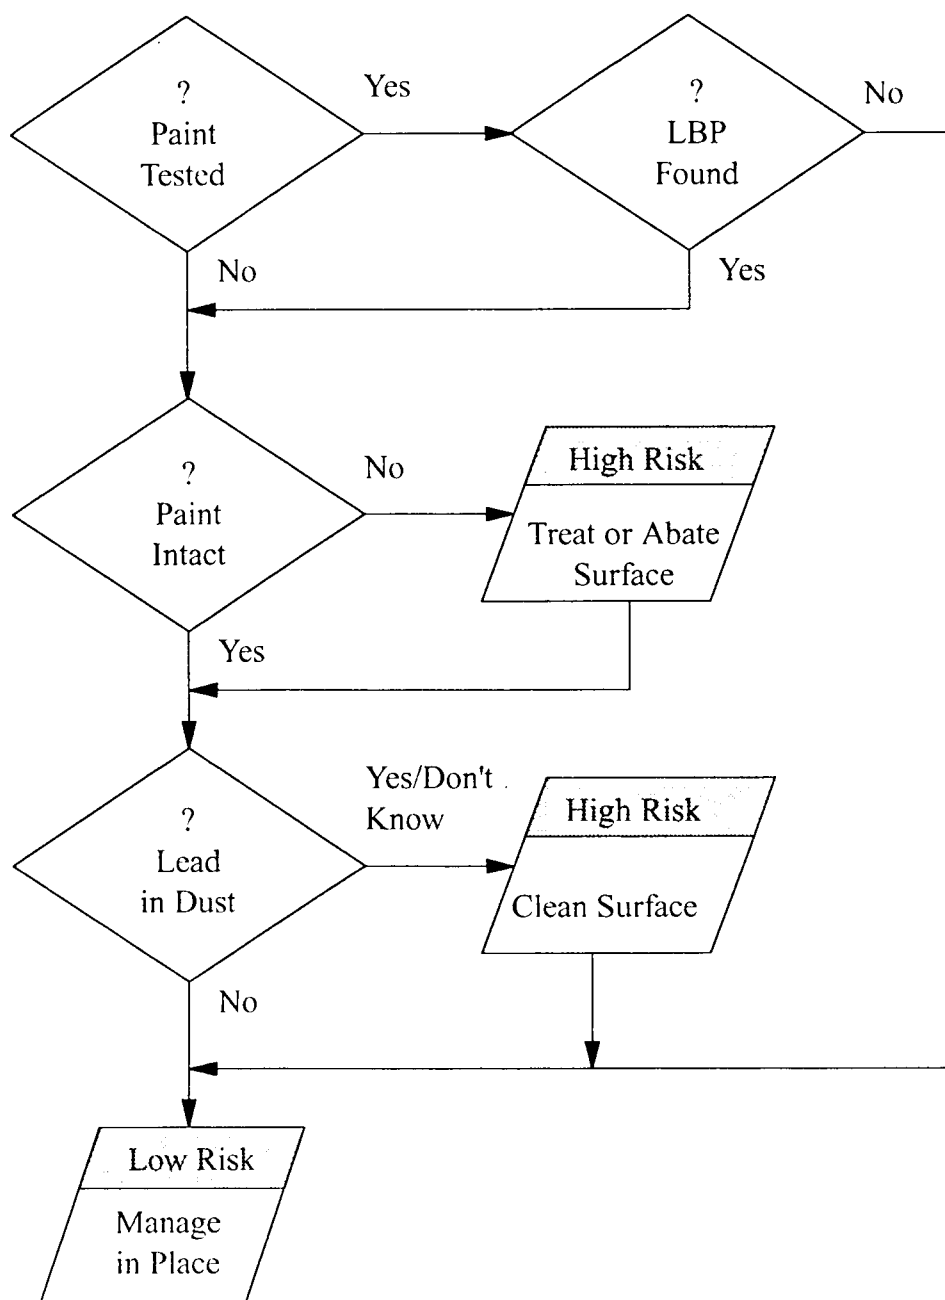 ?
Paint
Tested
Yes
?
LBP
Found
No
No
Yes
?
Paint
Intact
No
High Risk
Treat or Abate
Surface
Yes
?
Lead
in Dust
Yes/Don't
Know
High Risk
Clean Surface
No
Low Risk
Manage
in Place